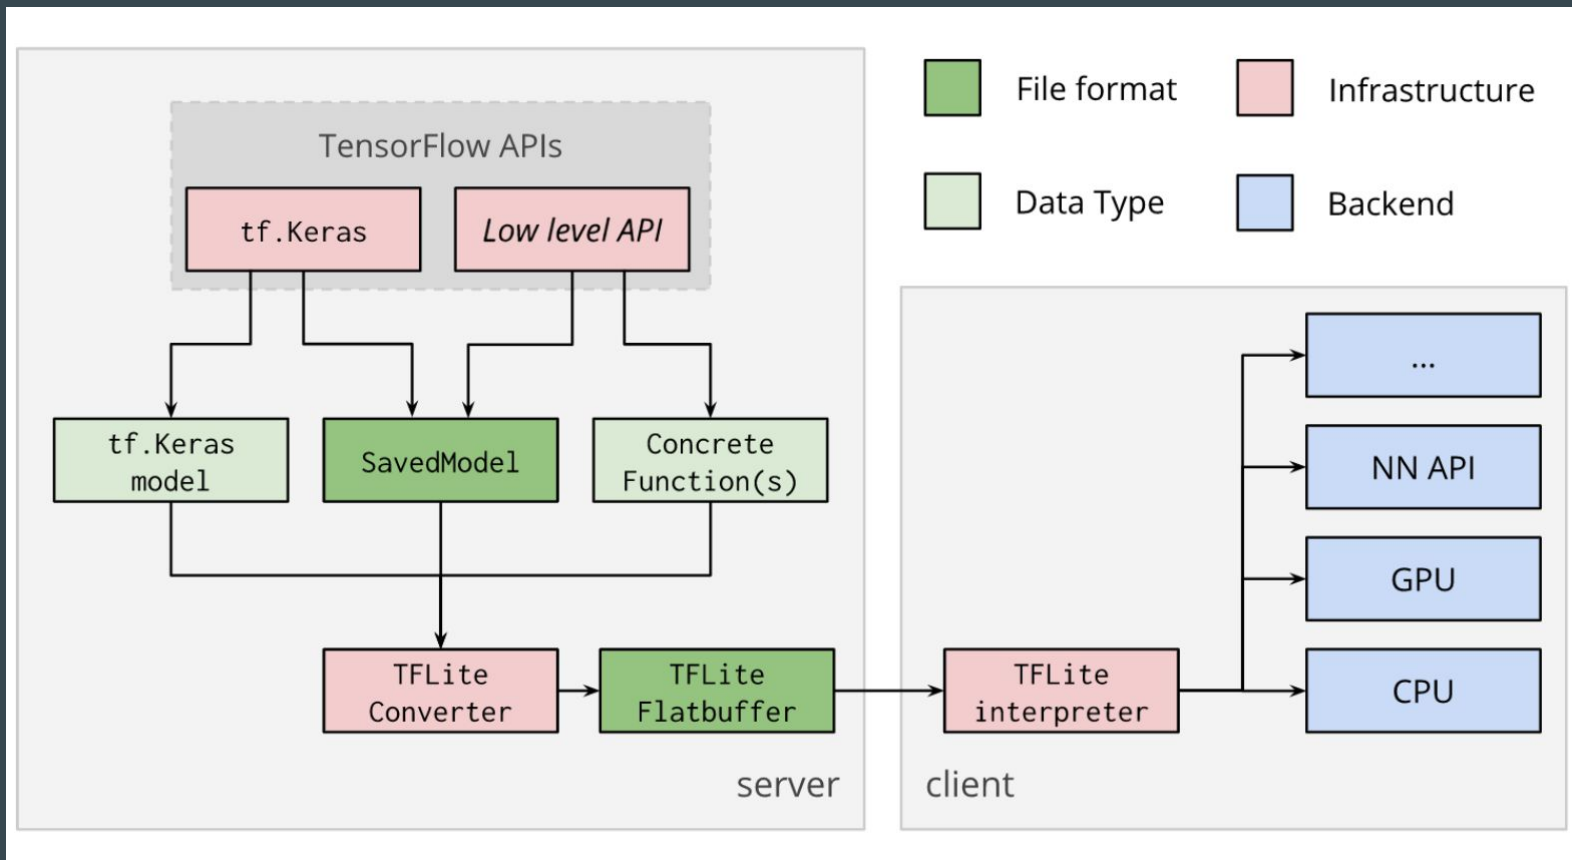 TensorFlow APIs
tf.Keras
Low level API
tf.Keras
model
SavedModel
Concrete
Function(s)
TFLite
Converter
TFLite
Flatbuffer
server
File format
Infrastructure
Data Type
Backend
...
NN API
GPU
CPU
TFLite
interpreter
client